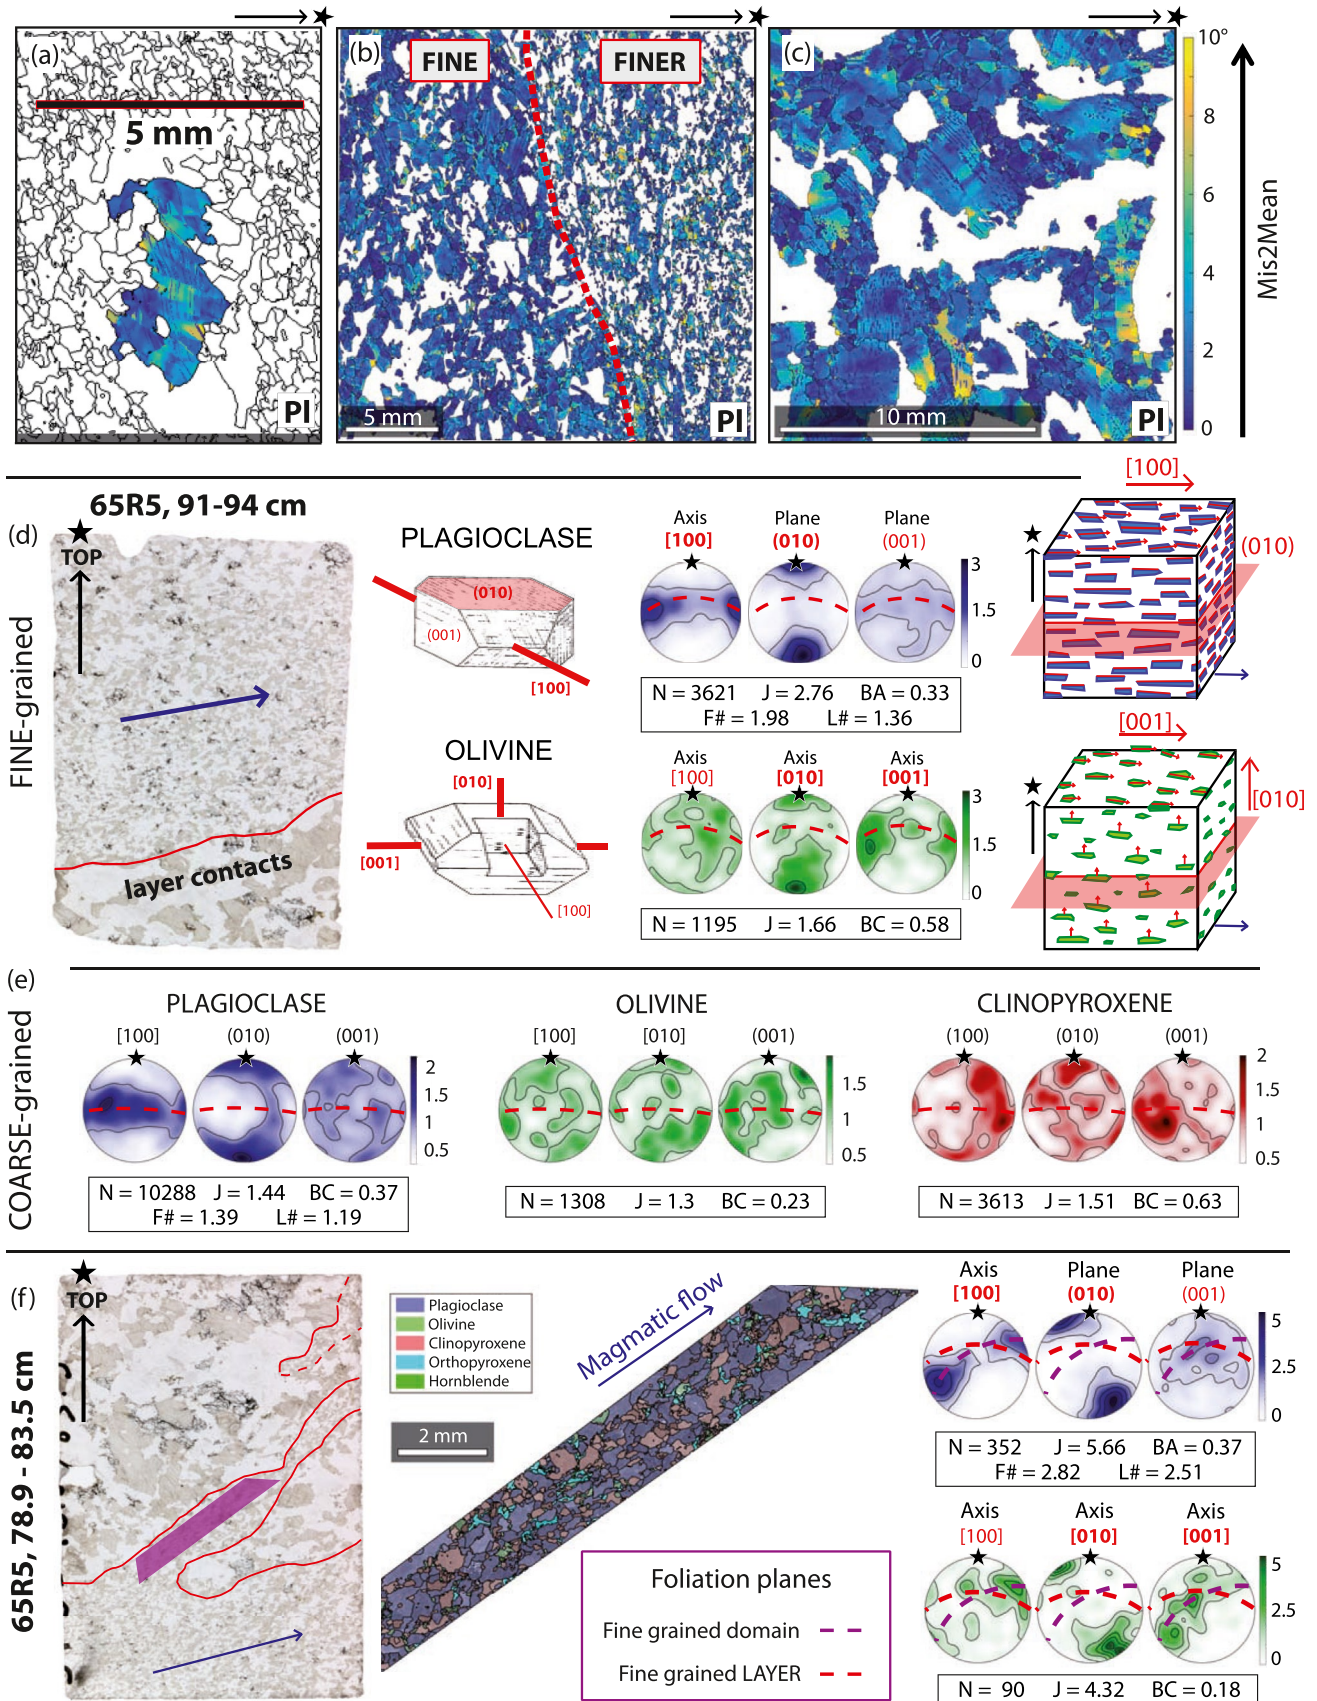 (a)
5 mm
Pl
(b)
FINE
FINER
5 mm
Pl
(c)
10 mm
Pl
10°
8
6
4
2
0
Mis2Mean
(d)
FINE-grained
65R5, 91-94 cm
TOP
layer contacts
PLAGIOCLASE
(010)
(001)
[100]
Axis
[100]
Plane
(010)
Plane
(001)
3
1.5
0
N = 3621 J = 2.76 BA = 0.33
F# = 1.98 L# = 1.36
[100]
(010)
OLIVINE
[010]
[001]
[100]
Axis
[100]
Axis
[010]
Axis
[001]
3
1.5
0
N = 1195 J = 1.66 BC = 0.58
[001]
[010]
(e)
COARSE-grained
PLAGIOCLASE
[100] (010) (001)
2
1.5
1
0.5
N = 10288 J = 1.44 BC = 0.37
F# = 1.39 L# = 1.19
OLIVINE
[100] [010] (001)
1.5
1
0.5
N = 1308 J = 1.3 BC = 0.23
CLINOPYROXENE
(100) (010) (001)
2
1.5
1
0.5
N = 3613 J = 1.51 BC = 0.63
(f)
65R5, 78.9 - 83.5 cm
TOP
Plagioclase
Olivine
Clinopyroxene
Orthopyroxene
Hornblende
2 mm
Magmatic flow
Foliation planes
Fine grained domain
Fine grained LAYER
Axis
[100]
Plane
(010)
Plane
(001)
5
2.5
0
N = 352 J = 5.66 BA = 0.37
F# = 2.82 L# = 2.51
Axis
[100]
Axis
[010]
Axis
[001]
5
2.5
0
N = 90 J = 4.32 BC = 0.18